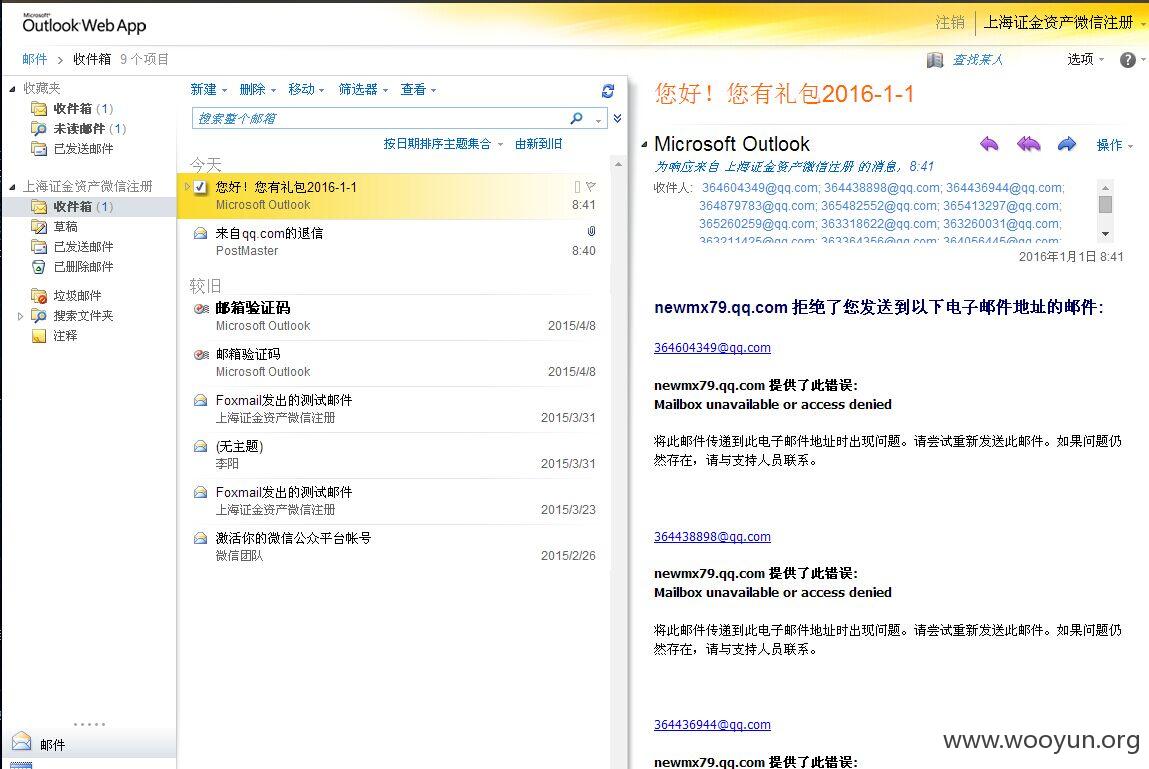 Microsoft®
Outlook Web App
注销 上海证金资产微信注册
邮件 > 收件箱 9 个项目
查找某人 选项
收藏夹
收件箱 (1)
未读邮件 (1)
已发送邮件
上海证金资产微信注册
收件箱 (1)
草稿
已发送邮件
已删除邮件
垃圾邮件
搜索文件夹
注释
邮件
新建 删除 移动 筛选器 查看
搜索整个邮箱
按日期排序主题集合 由新到旧
今天
您好！您有礼包2016-1-1
Microsoft Outlook 8:41
来自qq.com的退信
PostMaster 8:40
较旧
邮箱验证码
Microsoft Outlook 2015/4/8
邮箱验证码
Microsoft Outlook 2015/4/8
Foxmail发出的测试邮件
上海证金资产微信注册 2015/3/31
(无主题)
李阳 2015/3/31
Foxmail发出的测试邮件
上海证金资产微信注册 2015/3/23
激活你的微信公众平台帐号
微信团队 2015/2/26
您好！您有礼包2016-1-1
Microsoft Outlook 操作
为响应来自 上海证金资产微信注册 的消息，8:41
收件人: 364604349@qq.com; 364438898@qq.com; 364436944@qq.com;
364879783@qq.com; 365482552@qq.com; 365413297@qq.com;
365260259@qq.com; 363318622@qq.com; 363260031@qq.com;
363211425@qq.com; 363364356@qq.com; 364056445@qq.com;
2016年1月1日 8:41
newmx79.qq.com 拒绝了您发送到以下电子邮件地址的邮件:
364604349@qq.com
newmx79.qq.com 提供了此错误:
Mailbox unavailable or access denied
将此邮件传递到此电子邮件地址时出现问题。请尝试重新发送此邮件。如果问题仍
然存在，请与支持人员联系。
364438898@qq.com
newmx79.qq.com 提供了此错误:
Mailbox unavailable or access denied
将此邮件传递到此电子邮件地址时出现问题。请尝试重新发送此邮件。如果问题仍
然存在，请与支持人员联系。
364436944@qq.com
newmx79.qq.com 提供了此错误:
www.wooyun.org